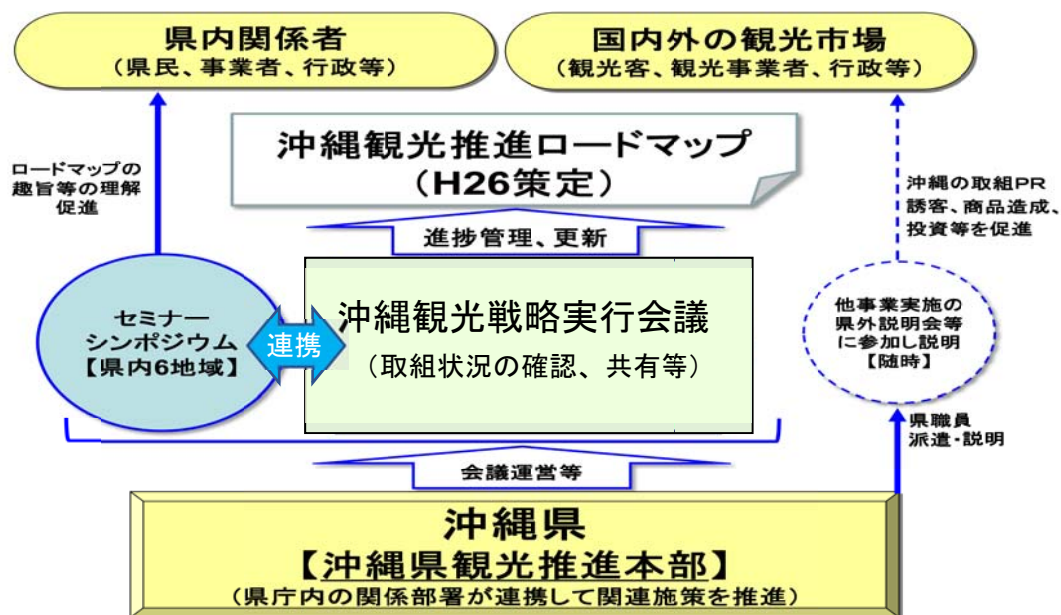 県内関係者
(県民、事業者、行政等)
国内外の観光市場
(観光客、観光事業者、行政等)
沖縄観光推進ロードマップ
(H26策定)
ロードマップの
趣旨等の理解
促進
沖縄の取組PR
誘客、商品造成、
投資等を促進
進捗管理、更新
セミナー
シンポジウム
【県内6地域】
連携
沖縄観光戦略実行会議
(取組状況の確認、共有等)
他事業実施の
県外説明会等
に参加し説明
【随時】
県職員
派遣・説明
会議運営等
沖縄県
【沖縄県観光推進本部】
(県庁内の関係部署が連携して関連施策を推進)